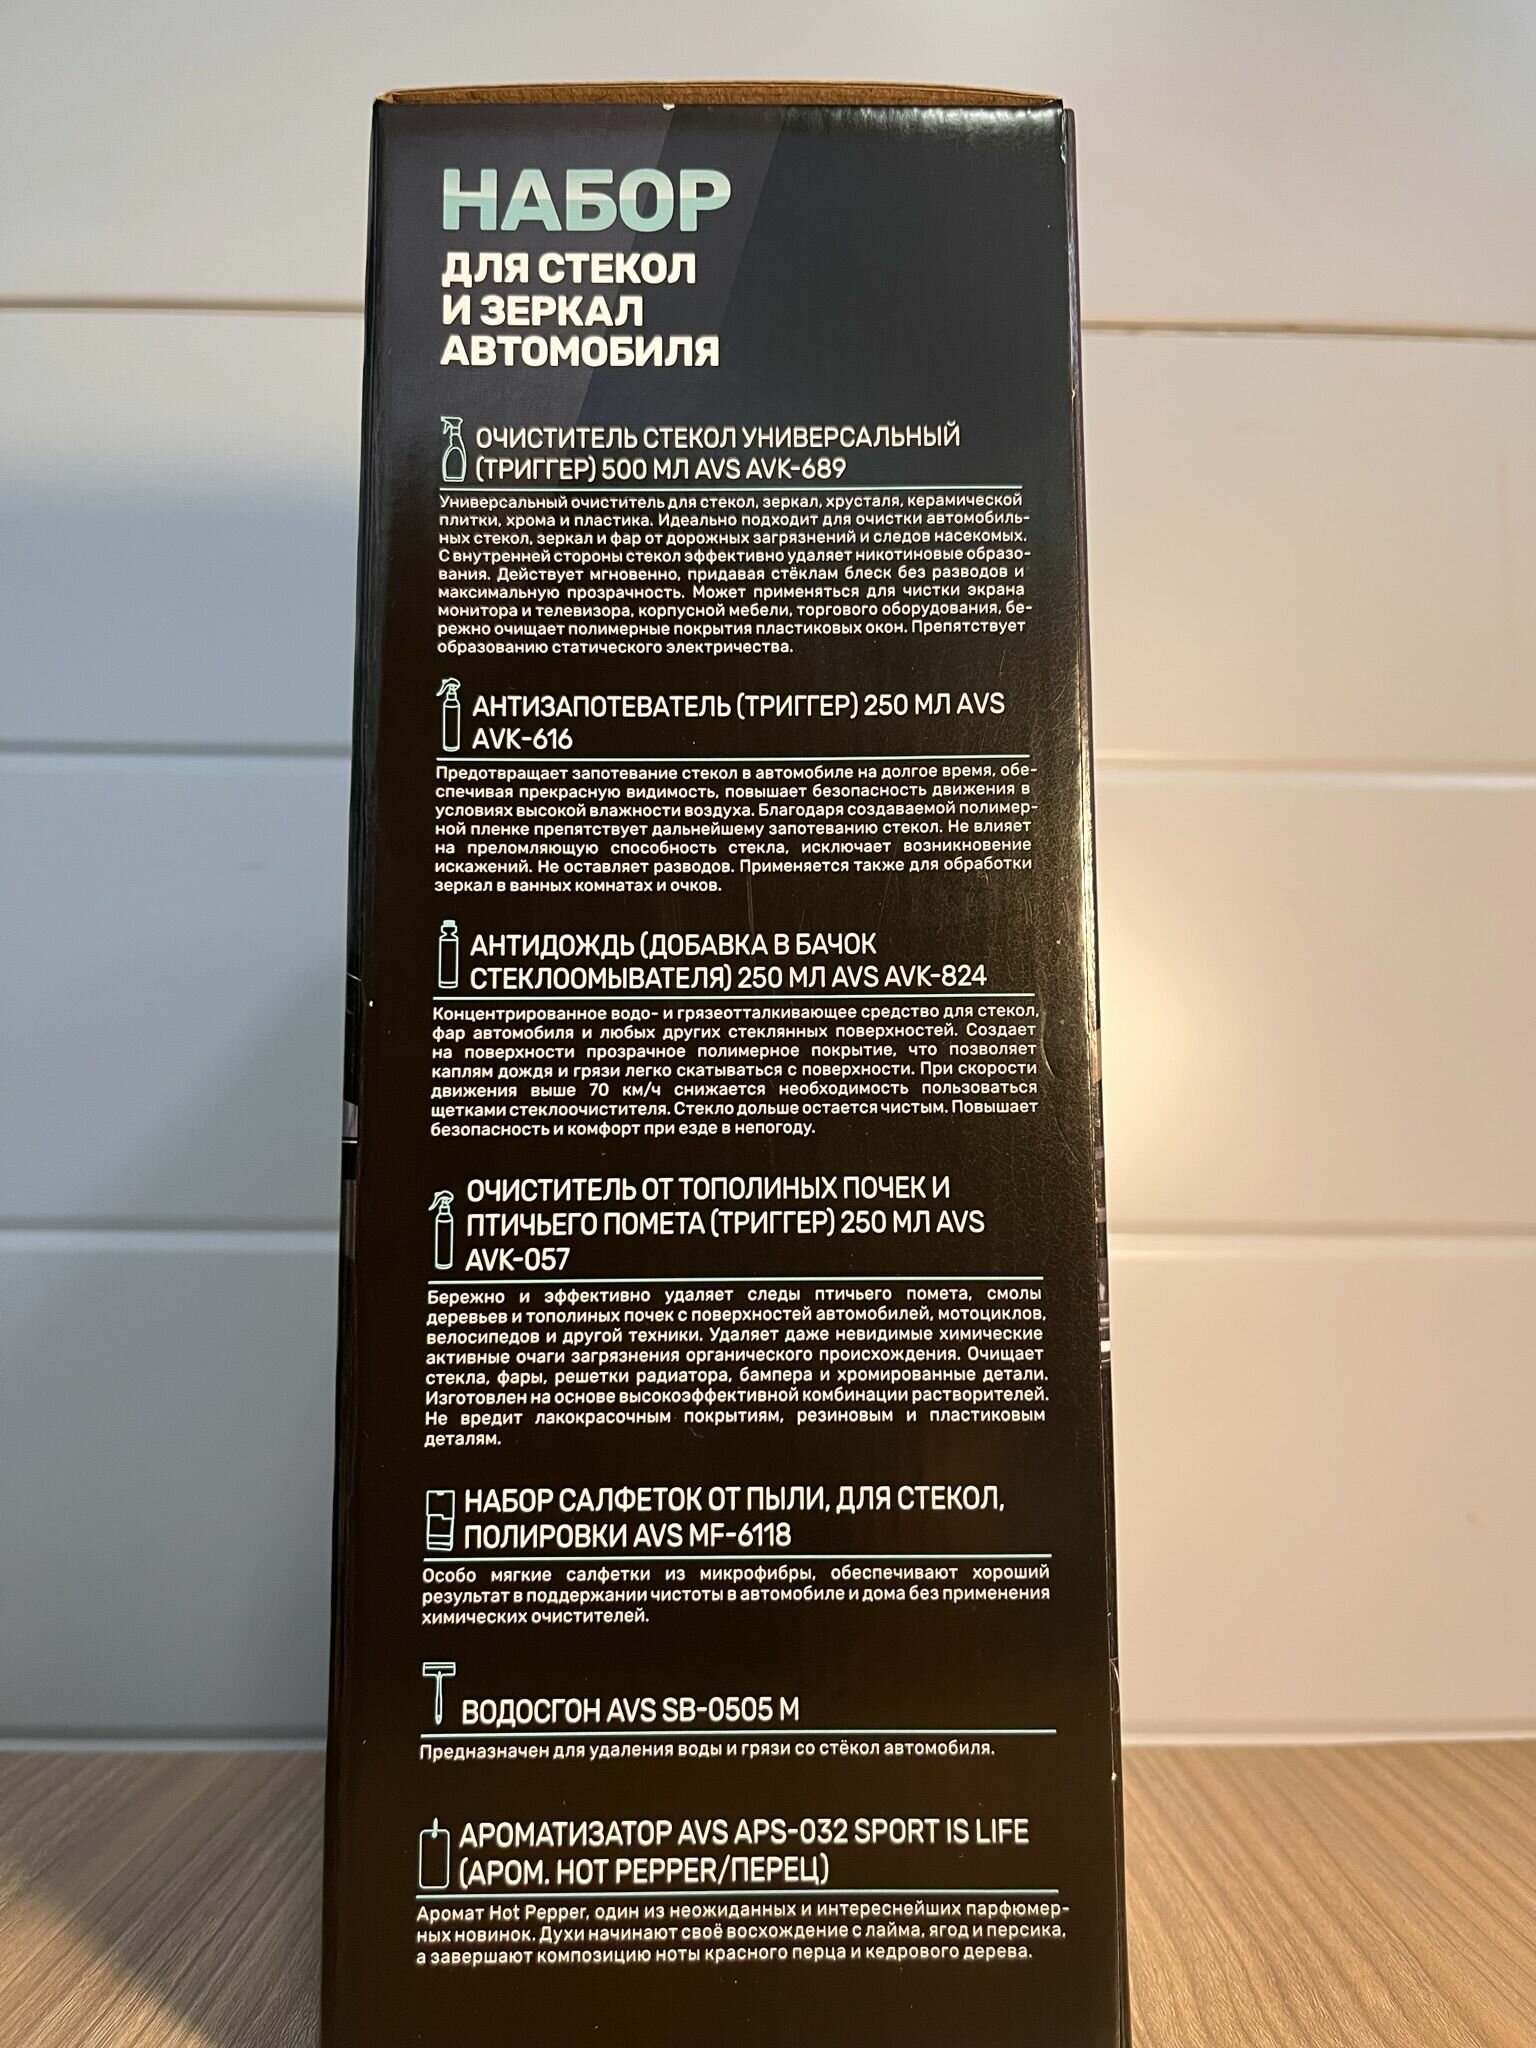 НАБОР
ДЛЯ СТЕКОЛ
И ЗЕРКАЛ
АВТОМОБИЛЯ
ОЧИСТИТЕЛЬ СТЕКОЛ УНИВЕРСАЛЬНЫЙ
(ТРИГГЕР) 500 МЛ AVS AVK-689
Универсальный очиститель для стекол, зеркал, хрусталя, керамической
плитки, хрома и пластика. Идеально подходит для очистки автомобиль-
ных стекол, зеркал и фар от дорожных загрязнений и следов насекомых.
С внутренней стороны стекол эффективно удаляет никотиновые образо-
вания. Действует мгновенно, придавая стёклам блеск без разводов и
максимальную прозрачность. Может применяться для чистки экрана
монитора и телевизора, корпусной мебели, торгового оборудования, бе-
режно очищает полимерные покрытия пластиковых окон. Препятствует
образованию статического электричества.
АНТИЗАПОТЕВАТЕЛЬ (ТРИГГЕР) 250 МЛ AVS
AVK-616
Предотвращает запотевание стекол в автомобиле на долгое время, обе-
спечивая прекрасную видимость, повышает безопасность движения в
условиях высокой влажности воздуха. Благодаря создаваемой полимер-
ной пленке препятствует дальнейшему запотеванию стекол. Не влияет
на преломляющую способность стекла, исключает возникновение
искажений. Не оставляет разводов. Применяется также для обработки
зеркал в ванных комнатах и очков.
АНТИДОЖДЬ (ДОБАВКА В БАЧОК
СТЕКЛООМЫВАТЕЛЯ) 250 МЛ AVS AVK-824
Концентрированное водо- и грязеотталкивающее средство для стекол,
фар автомобиля и любых других стеклянных поверхностей. Создает
на поверхности прозрачное полимерное покрытие, что позволяет
каплям дождя и грязи легко скатываться с поверхности. При скорости
движения выше 70 км/ч снижается необходимость пользоваться
щетками стеклоочистителя. Стекло дольше остается чистым. Повышает
безопасность и комфорт при езде в непогоду.
ОЧИСТИТЕЛЬ ОТ ТОПОЛИНЫХ ПОЧЕК И
ПТИЧЬЕГО ПОМЕТА (ТРИГГЕР) 250 МЛ AVS
AVK-057
Бережно и эффективно удаляет следы птичьего помета, смолы
деревьев и тополиных почек с поверхностей автомобилей, мотоциклов,
велосипедов и другой техники. Удаляет даже невидимые химические
активные очаги загрязнения органического происхождения. Очищает
стекла, фары, решетки радиатора, бампера и хромированные детали.
Изготовлен на основе высокоэффективной комбинации растворителей.
Не вредит лакокрасочным покрытиям, резиновым и пластиковым
деталям.
НАБОР САЛФЕТОК ОТ ПЫЛИ, ДЛЯ СТЕКОЛ,
ПОЛИРОВКИ AVS MF-6118
Особо мягкие салфетки из микрофибры, обеспечивают хороший
результат в поддержании чистоты в автомобиле и дома без применения
химических очистителей.
ВОДОСГОН AVS SB-0505 M
Предназначен для удаления воды и грязи со стёкол автомобиля.
АРОМАТИЗАТОР AVS APS-032 SPORT IS LIFE
(АРОМ. HOT PEPPER/ПЕРЕЦ)
Аромат Hot Pepper, один из неожиданных и интереснейших парфюмер-
ных новинок. Духи начинают своё восхождение с лайма, ягод и персика,
а завершают композицию ноты красного перца и кедрового дерева.